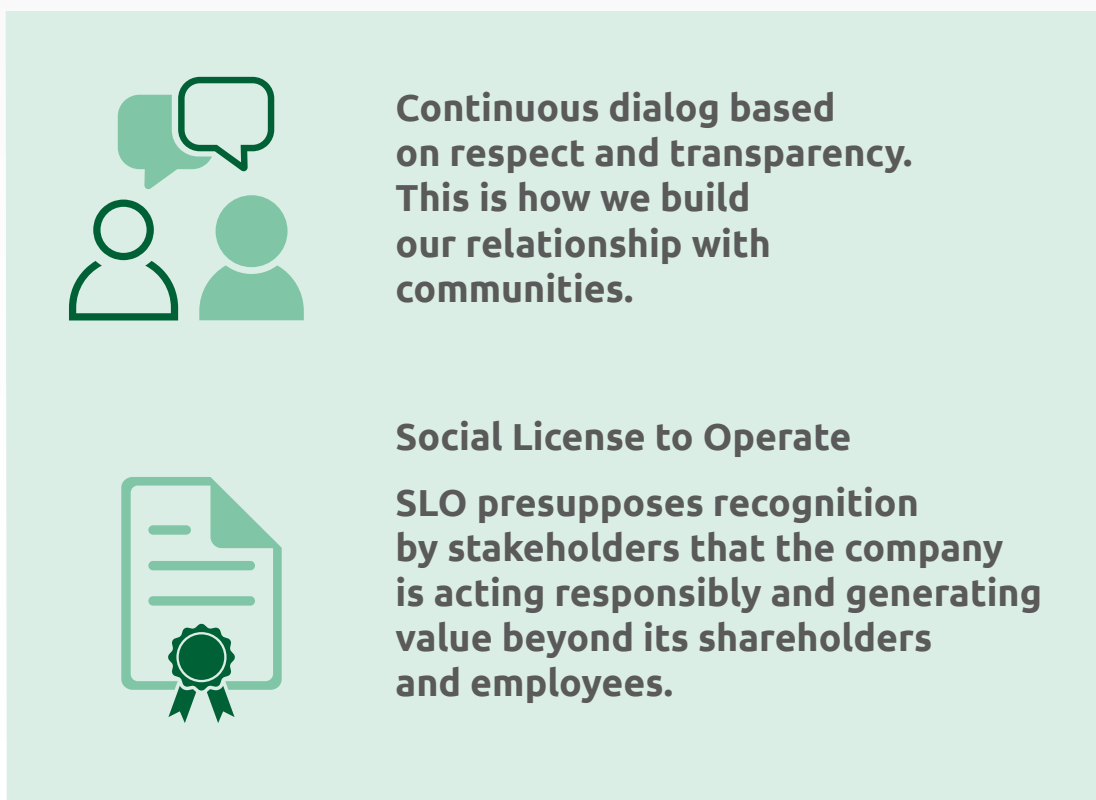 Continuous dialog based
on respect and transparency.
This is how we build
our relationship with
communities.
Social License to Operate
SLO presupposes recognition
by stakeholders that the company
is acting responsibly and generating
value beyond its shareholders
and employees.